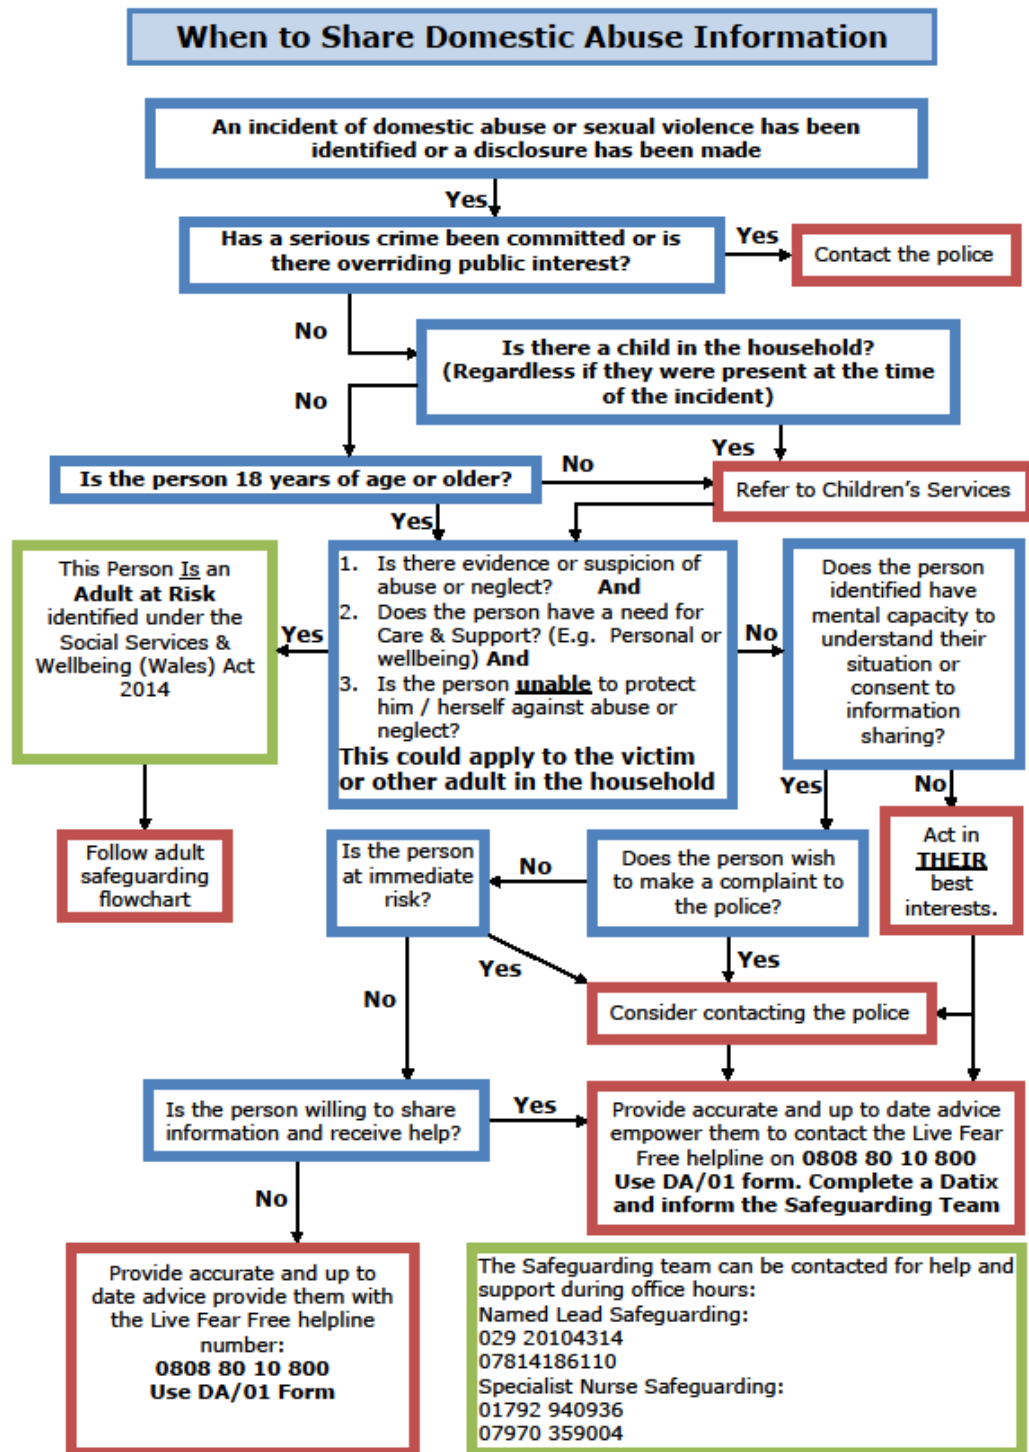 When to Share Domestic Abuse Information
An incident of domestic abuse or sexual violence has been
identified or a disclosure has been made
Yes
Has a serious crime been committed or is
there overriding public interest?
Yes
Contact the police
No
Is there a child in the household?
(Regardless if they were present at the time
of the incident)
No
Yes
Is the person 18 years of age or older?
No
Refer to Children's Services
Yes
This Person Is an
Adult at Risk
identified under the
Social Services &
Wellbeing (Wales) Act
2014
Yes
1. Is there evidence or suspicion of
abuse or neglect? And
2. Does the person have a need for
Care & Support? (E.g. Personal or
wellbeing) And
3. Is the person unable to protect
him / herself against abuse or
neglect?
This could apply to the victim
or other adult in the household
No
Does the person
identified have
mental capacity to
understand their
situation or
consent to
information
sharing?
Yes
No
Follow adult
safeguarding
flowchart
Is the person
at immediate
risk?
No
Does the person wish
to make a complaint to
the police?
Act in
THEIR
best
interests.
Yes
Yes
No
Consider contacting the police
Is the person willing to share
information and receive help?
Yes
Provide accurate and up to date advice
empower them to contact the Live Fear
Free helpline on 0808 80 10 800
Use DA/01 form. Complete a Datix
and inform the Safeguarding Team
No
Provide accurate and up to
date advice provide them with
the Live Fear Free helpline
number:
0808 80 10 800
Use DA/01 Form
The Safeguarding team can be contacted for help and
support during office hours:
Named Lead Safeguarding:
029 20104314
07814186110
Specialist Nurse Safeguarding:
01792 940936
07970 359004